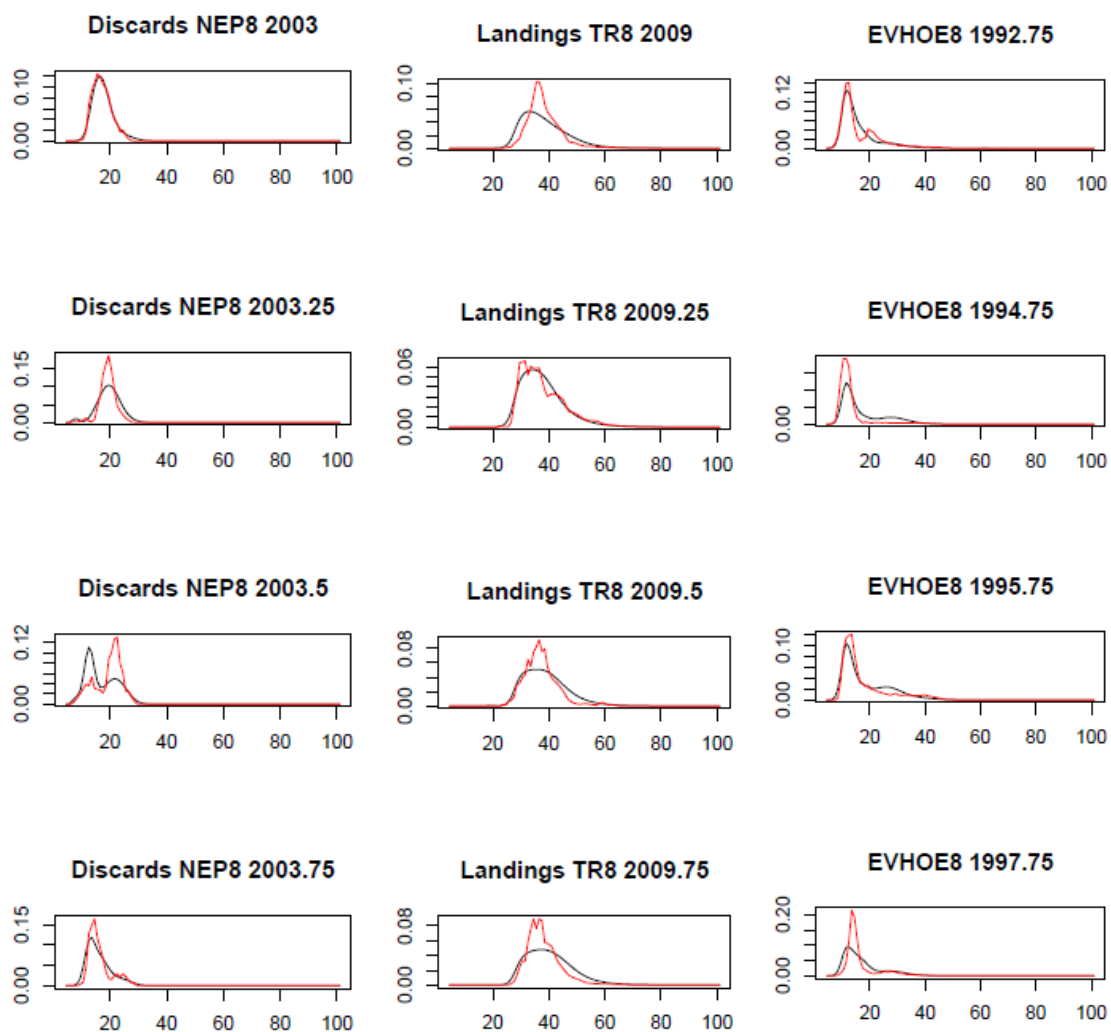 Discards NEP8 2003
0.00 0.10
20 40 60 80 100
Landings TR8 2009
0.00 0.10
20 40 60 80 100
EVHOE8 1992.75
0.00 0.12
20 40 60 80 100
Discards NEP8 2003.25
0.00 0.15
20 40 60 80 100
Landings TR8 2009.25
0.00 0.06
20 40 60 80 100
EVHOE8 1994.75
0.00
20 40 60 80 100
Discards NEP8 2003.5
0.00 0.12
20 40 60 80 100
Landings TR8 2009.5
0.00 0.08
20 40 60 80 100
EVHOE8 1995.75
0.00 0.10
20 40 60 80 100
Discards NEP8 2003.75
0.00 0.15
20 40 60 80 100
Landings TR8 2009.75
0.00 0.08
20 40 60 80 100
EVHOE8 1997.75
0.00 0.20
20 40 60 80 100